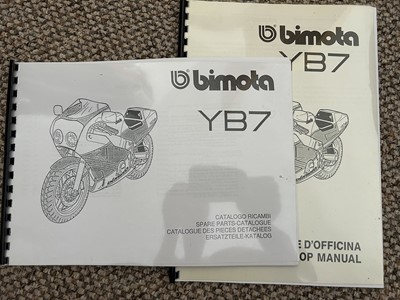 bimota
YB7
CATALOGO RICAMBI
SPARE PARTS-CATALOGUE
CATALOGUE DES PIECES DETACHEES
ERSATZTEILE-KATALOG
bimota
YB7
E D'OFFICINA
OP MANUAL